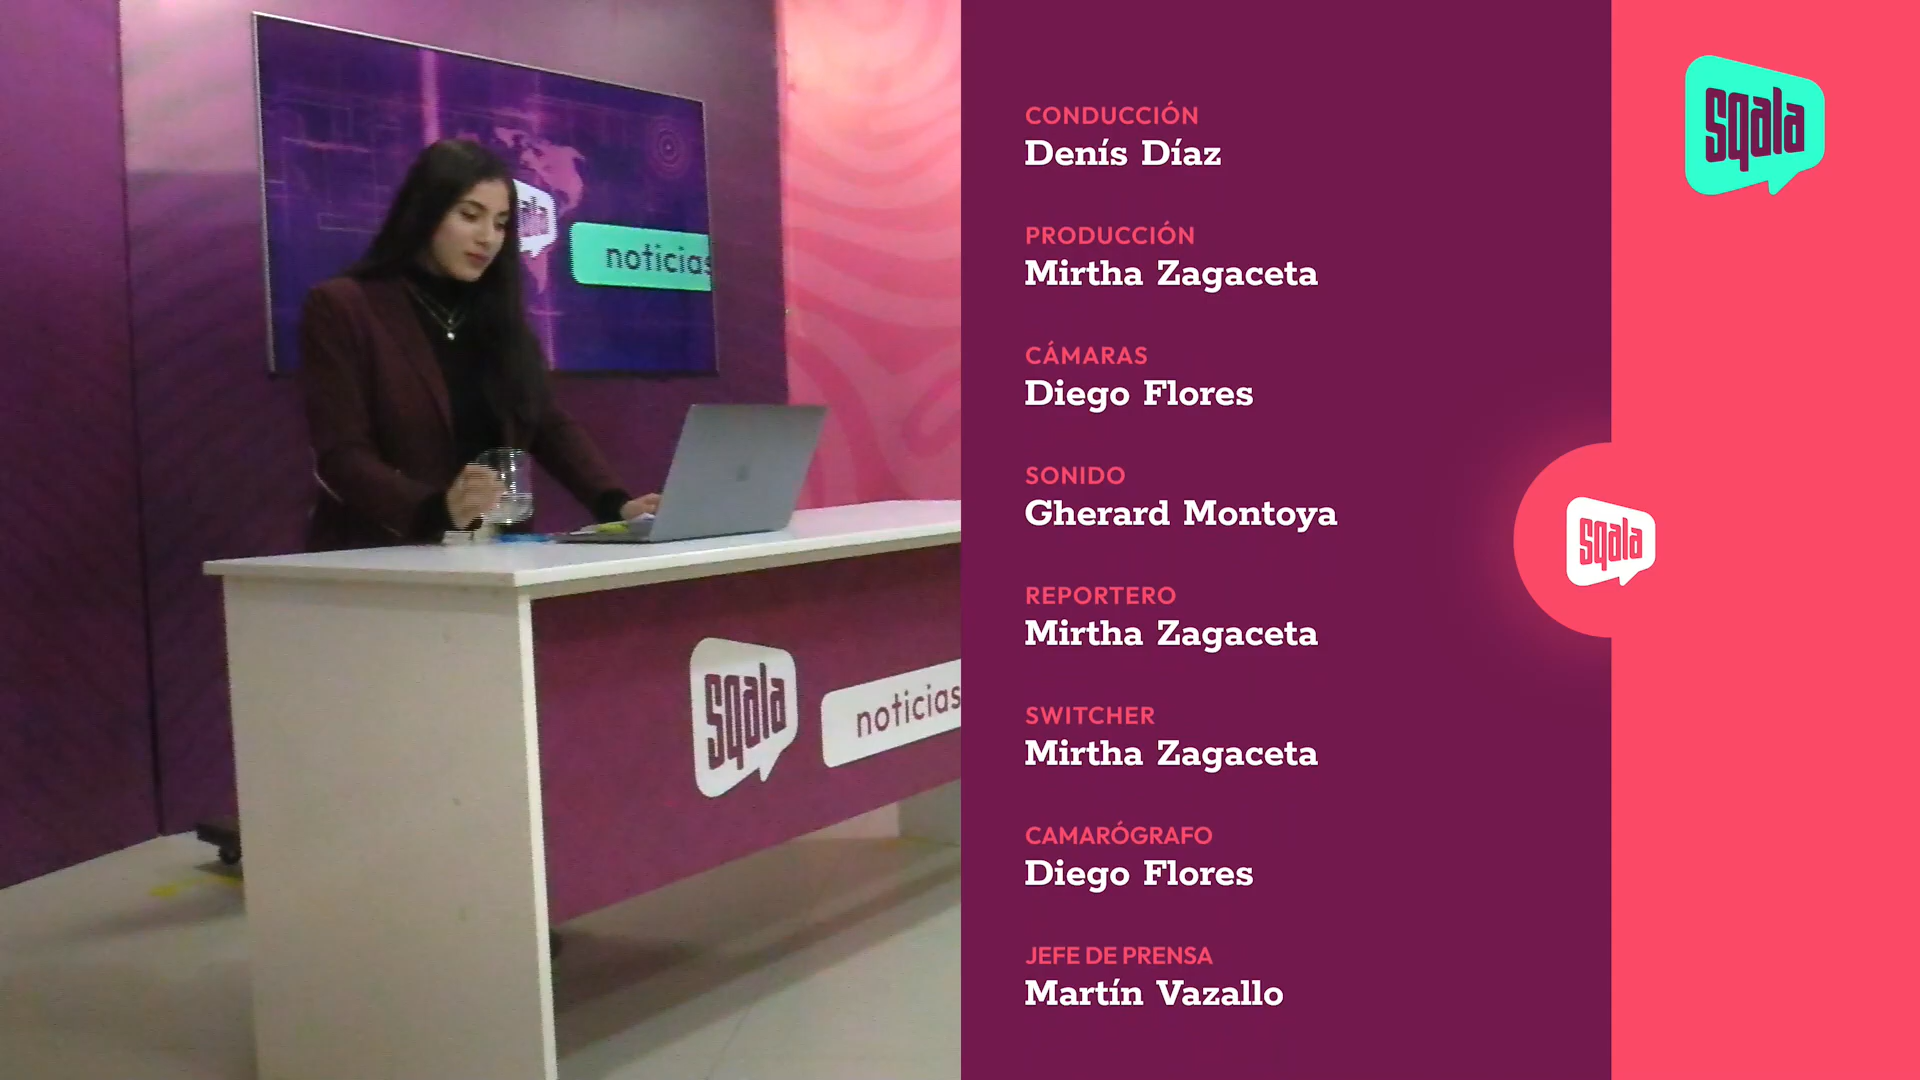 sqala
noticias
sqala
noticias
CONDUCCIÓN
Denís Díaz
PRODUCCIÓN
Mirtha Zagaceta
CÁMARAS
Diego Flores
SONIDO
Gherard Montoya
REPORTERO
Mirtha Zagaceta
SWITCHER
Mirtha Zagaceta
CAMARÓGRAFO
Diego Flores
JEFE DE PRENSA
Martín Vazallo
sqala
sqala